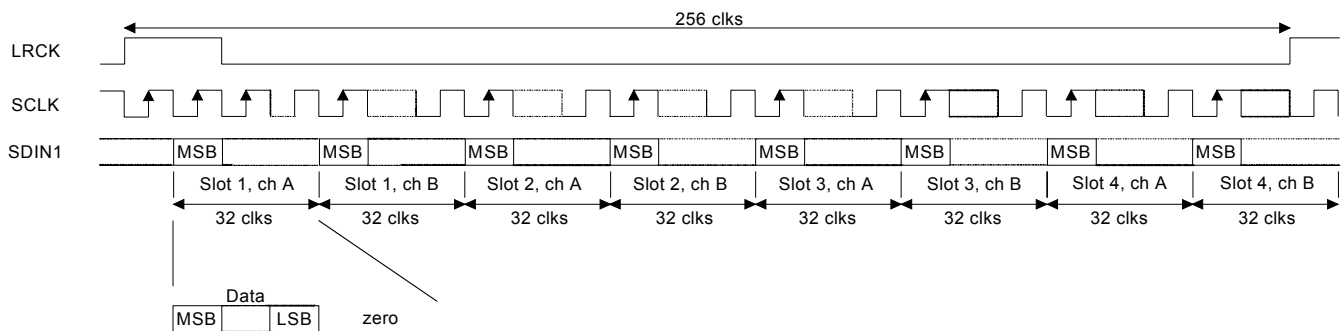 256 clks
LRCK
SCLK
SDIN1 MSB MSB MSB MSB MSB MSB MSB MSB
Slot 1, ch A Slot 1, ch B Slot 2, ch A Slot 2, ch B Slot 3, ch A Slot 3, ch B Slot 4, ch A Slot 4, ch B
32 clks 32 clks 32 clks 32 clks 32 clks 32 clks 32 clks 32 clks
Data
MSB LSB zero